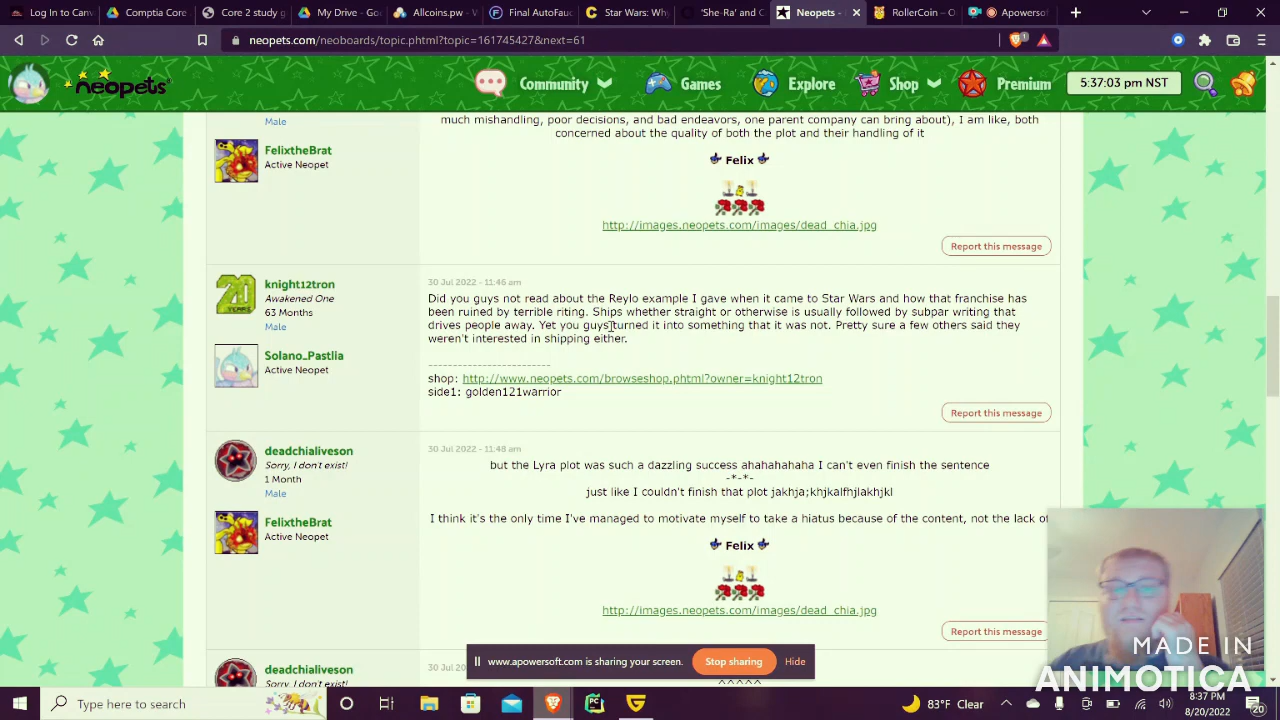 Log In to Canv
Comptia Core
Core 2 study g
My Drive - Goo
Allcoins.pw - W
Final AutoFauc
Star Wars: Why
'She-Ra' and C
Neopets -
RollerCoin - O
Apowersoft
neopets.com/neoboards/topic.phtml?topic=161745427&next=61
1
neopets
Community
Games
Explore
Shop
Premium
5:37:03 pm NST
Male
much mishandling, poor decisions, and bad endeavors, one parent company can bring about), I am like, both
concerned about the quality of both the plot and their handling of it
FelixtheBrat
Active Neopet
Felix
http://images.neopets.com/images/dead_chia.jpg
Report this message
20
knight12tron
Awakened One
63 Months
Male
Solano_Pastlia
Active Neopet
30 Jul 2022 - 11:46 am
Did you guys not read about the Reylo example I gave when it came to Star Wars and how that franchise has
been ruined by terrible riting. Ships whether straight or otherwise is usually followed by subpar writing that
drives people away. Yet you guys turned it into something that it was not. Pretty sure a few others said they
weren't interested in shipping either.
-------------------------
shop: http://www.neopets.com/browseshop.phtml?owner=knight12tron
side1: golden121warrior
Report this message
deadchialiveson
Sorry, I don't exist!
1 Month
Male
FelixtheBrat
Active Neopet
30 Jul 2022 - 11:48 am
but the Lyra plot was such a dazzling success ahahahahaha I can't even finish the sentence
-*-*-
just like I couldn't finish that plot jakhja;khjkalfhjlakhjkl
I think it's the only time I've managed to motivate myself to take a hiatus because of the content, not the lack of
Felix
http://images.neopets.com/images/dead_chia.jpg
Report this message
deadchialiveson
30 Jul 20
^^^^^
www.apowersoft.com is sharing your screen.
Stop sharing
Hide
MADE IN
ANIMOTICA
Type here to search
83°F Clear
8:37 PM
8/20/2022
20